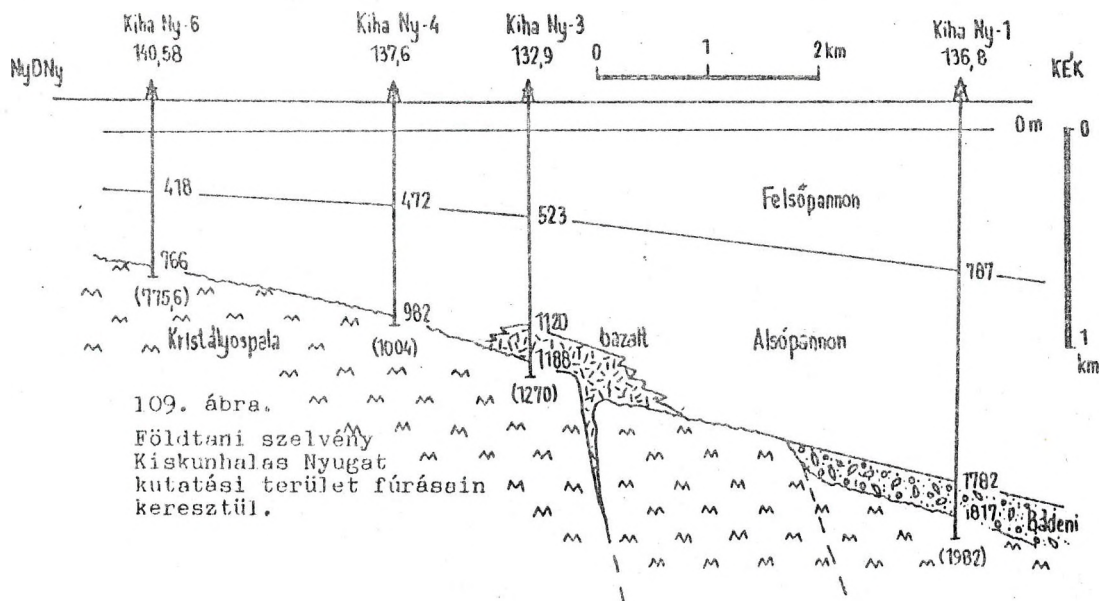 Kiha Ny-6
140,58
Kiha Ny-4
137,6
Kiha Ny-3
132,9
0 1 2 km
Kiha Ny-1
136,8
NyDNy
KÉK
0 m
0
418
472
523
Felsőpannon
787
766
(775,6)
982
(1004)
1120
1188
(1270)
bazalt
Alsópannon
1
km
Kristályospala
1782
1817
Bádeni
(1982)
109. ábra.
Földtani szelvény
Kiskunhalas Nyugat
kutatási terület fúrásain
keresztül.